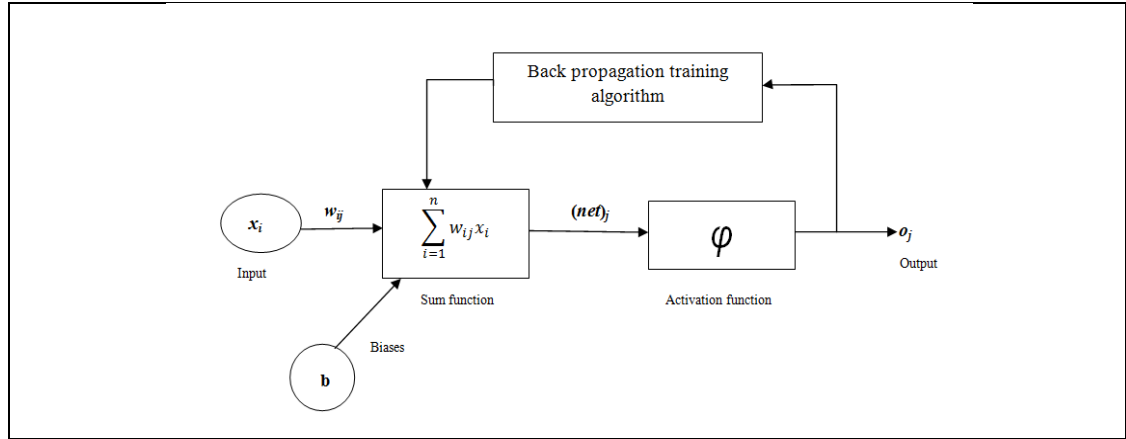 Back propagation training
algorithm
x_i
w_ij
n
∑ w_ij x_i
i=1
(net)_j
φ
o_j
Input
Output
Sum function
Activation function
Biases
b